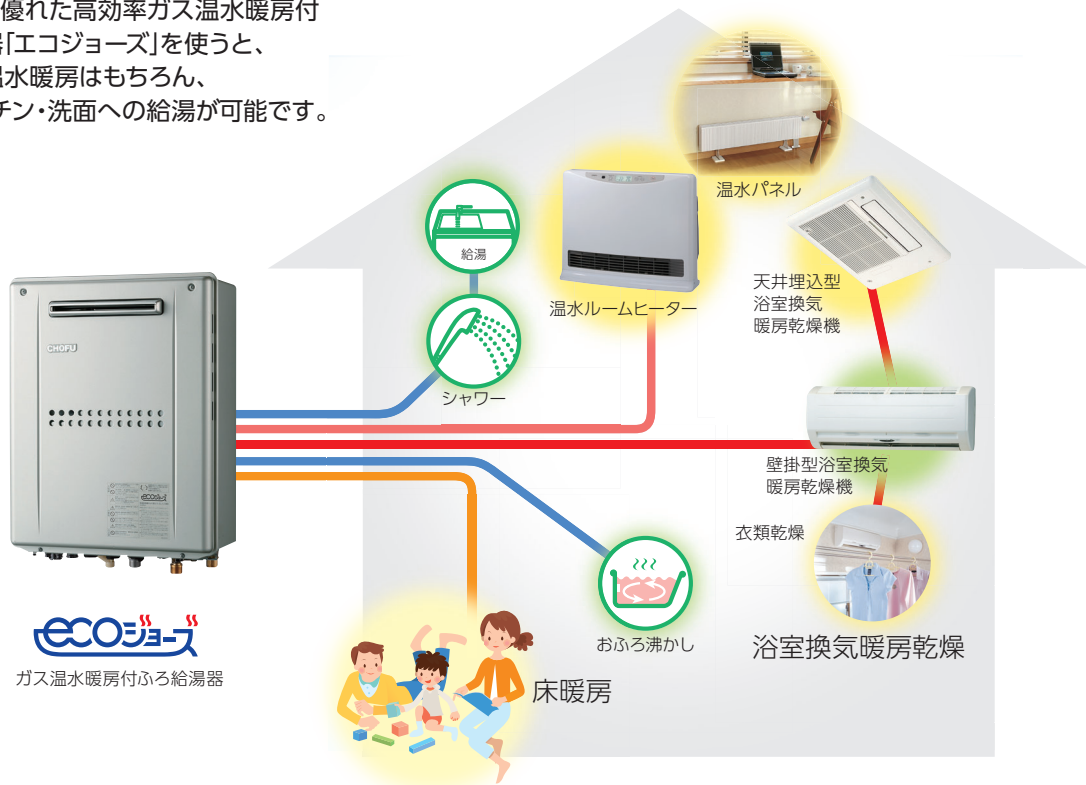 優れた高効率ガス温水暖房付
器「エコジョーズ」を使うと、
温水暖房はもちろん、
チン・洗面への給湯が可能です。
温水パネル
給湯
温水ルームヒーター
天井埋込型
浴室換気
暖房乾燥機
シャワー
CHOFU
壁掛型浴室換気
暖房乾燥機
衣類乾燥
ecoジョーズ
おふろ沸かし
浴室換気暖房乾燥
ecoジョーズ
ガス温水暖房付ふろ給湯器
床暖房